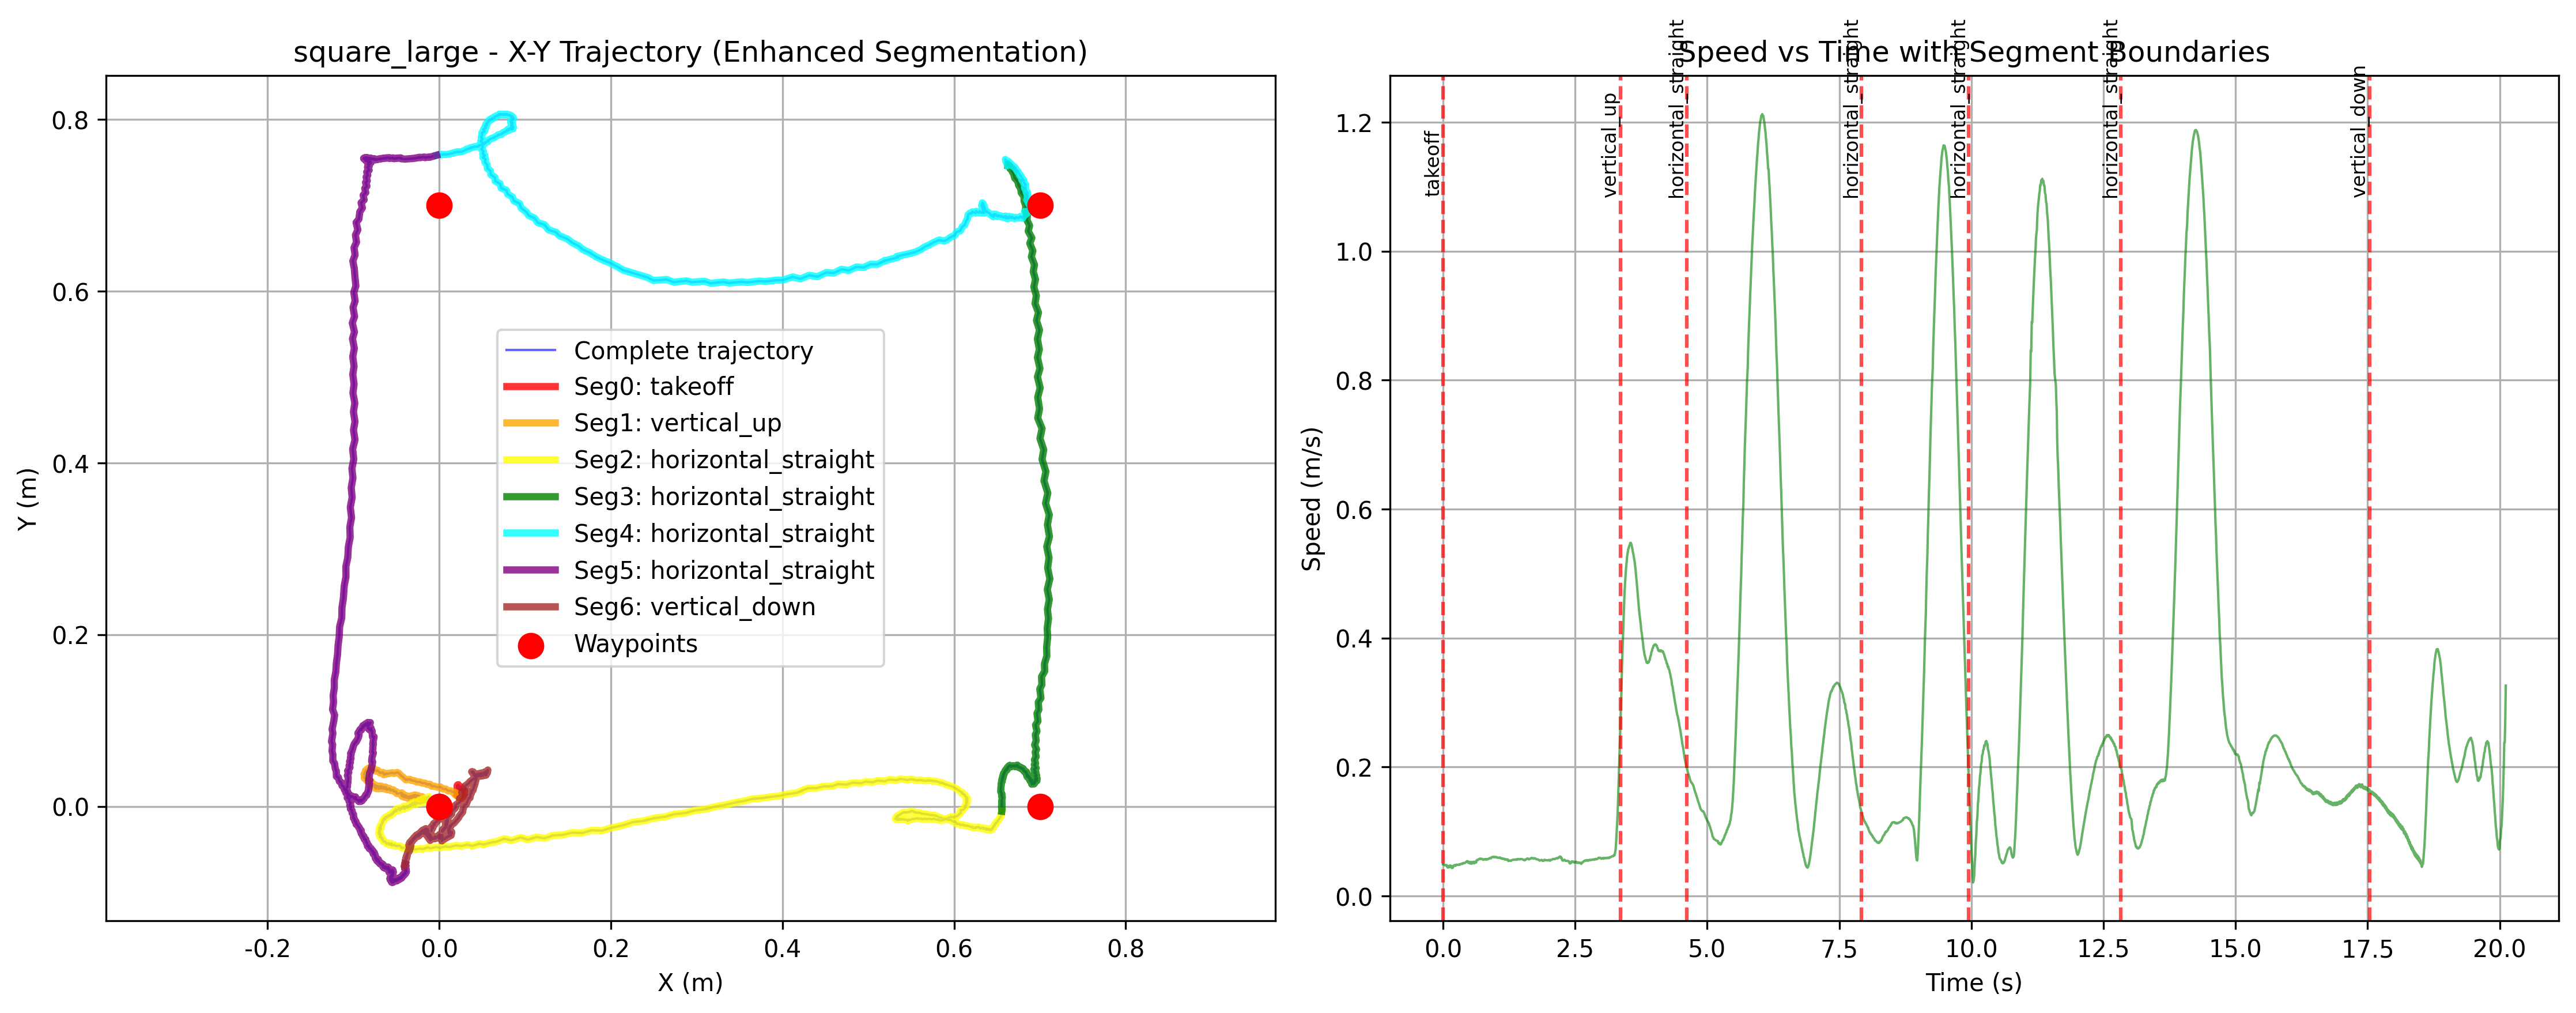 square_large - X-Y Trajectory (Enhanced Segmentation)
0.8
0.6
0.4
0.2
0.0
Y (m)
-0.2
0.0
0.2
0.4
0.6
0.8
X (m)
Complete trajectory
Seg0: takeoff
Seg1: vertical_up
Seg2: horizontal_straight
Seg3: horizontal_straight
Seg4: horizontal_straight
Seg5: horizontal_straight
Seg6: vertical_down
Waypoints
Speed vs Time with Segment Boundaries
takeoff
vertical_up
horizontal_straight
horizontal_straight
horizontal_straight
horizontal_straight
vertical_down
1.2
1.0
0.8
0.6
0.4
0.2
0.0
Speed (m/s)
0.0
2.5
5.0
7.5
10.0
12.5
15.0
17.5
20.0
Time (s)